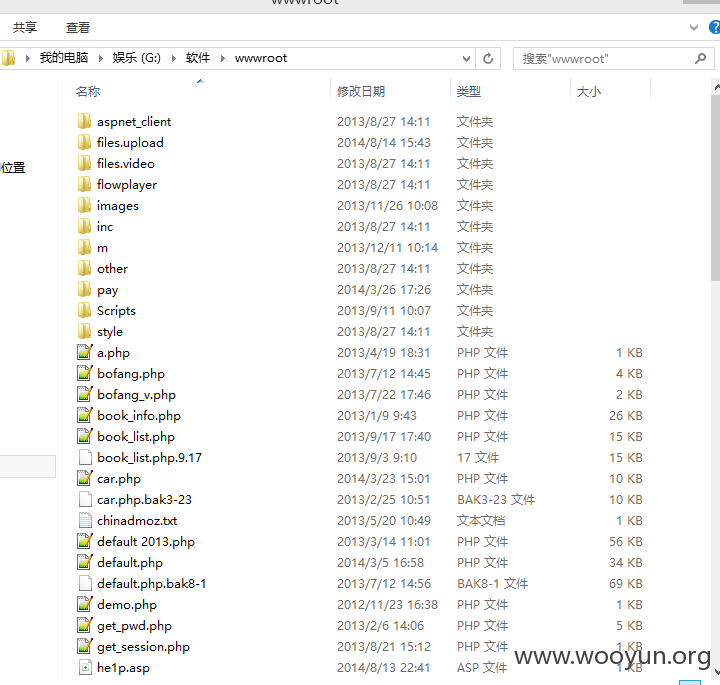 wwwroot
共享 查看
我的电脑 娱乐 (G:) 软件 wwwroot 搜索"wwwroot"
名称 修改日期 类型 大小
aspnet_client 2013/8/27 14:11 文件夹
files.upload 2014/8/14 15:43 文件夹
files.video 2013/8/27 14:11 文件夹
位置
flowplayer 2013/8/27 14:11 文件夹
images 2013/11/26 10:08 文件夹
inc 2013/8/27 14:11 文件夹
m 2013/12/11 10:14 文件夹
other 2013/8/27 14:11 文件夹
pay 2014/3/26 17:26 文件夹
Scripts 2013/9/11 10:07 文件夹
style 2013/8/27 14:11 文件夹
a.php 2013/4/19 18:31 PHP 文件 1 KB
bofang.php 2013/7/12 14:45 PHP 文件 4 KB
bofang_v.php 2013/7/22 17:46 PHP 文件 2 KB
book_info.php 2013/1/9 9:43 PHP 文件 26 KB
book_list.php 2013/9/17 17:40 PHP 文件 15 KB
book_list.php.9.17 2013/9/3 9:10 17 文件 15 KB
car.php 2014/3/23 15:01 PHP 文件 10 KB
car.php.bak3-23 2013/2/25 10:51 BAK3-23 文件 10 KB
chinadmoz.txt 2013/5/20 10:49 文本文档 1 KB
default 2013.php 2013/3/14 11:01 PHP 文件 56 KB
default.php 2014/3/5 16:58 PHP 文件 34 KB
default.php.bak8-1 2013/7/12 14:56 BAK8-1 文件 69 KB
demo.php 2012/11/23 16:38 PHP 文件 1 KB
get_pwd.php 2013/2/6 14:06 PHP 文件 5 KB
get_session.php 2013/8/21 15:12 PHP 文件 1 KB
he1p.asp 2014/8/13 22:41 ASP 文件 1 KB
www.wooyun.org